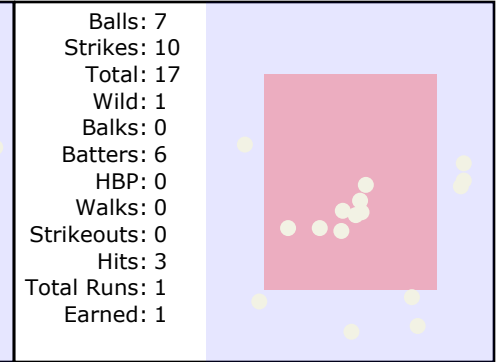 Balls: 7
Strikes: 10
Total: 17
Wild: 1
Balks: 0
Batters: 6
HBP: 0
Walks: 0
Strikeouts: 0
Hits: 3
Total Runs: 1
Earned: 1